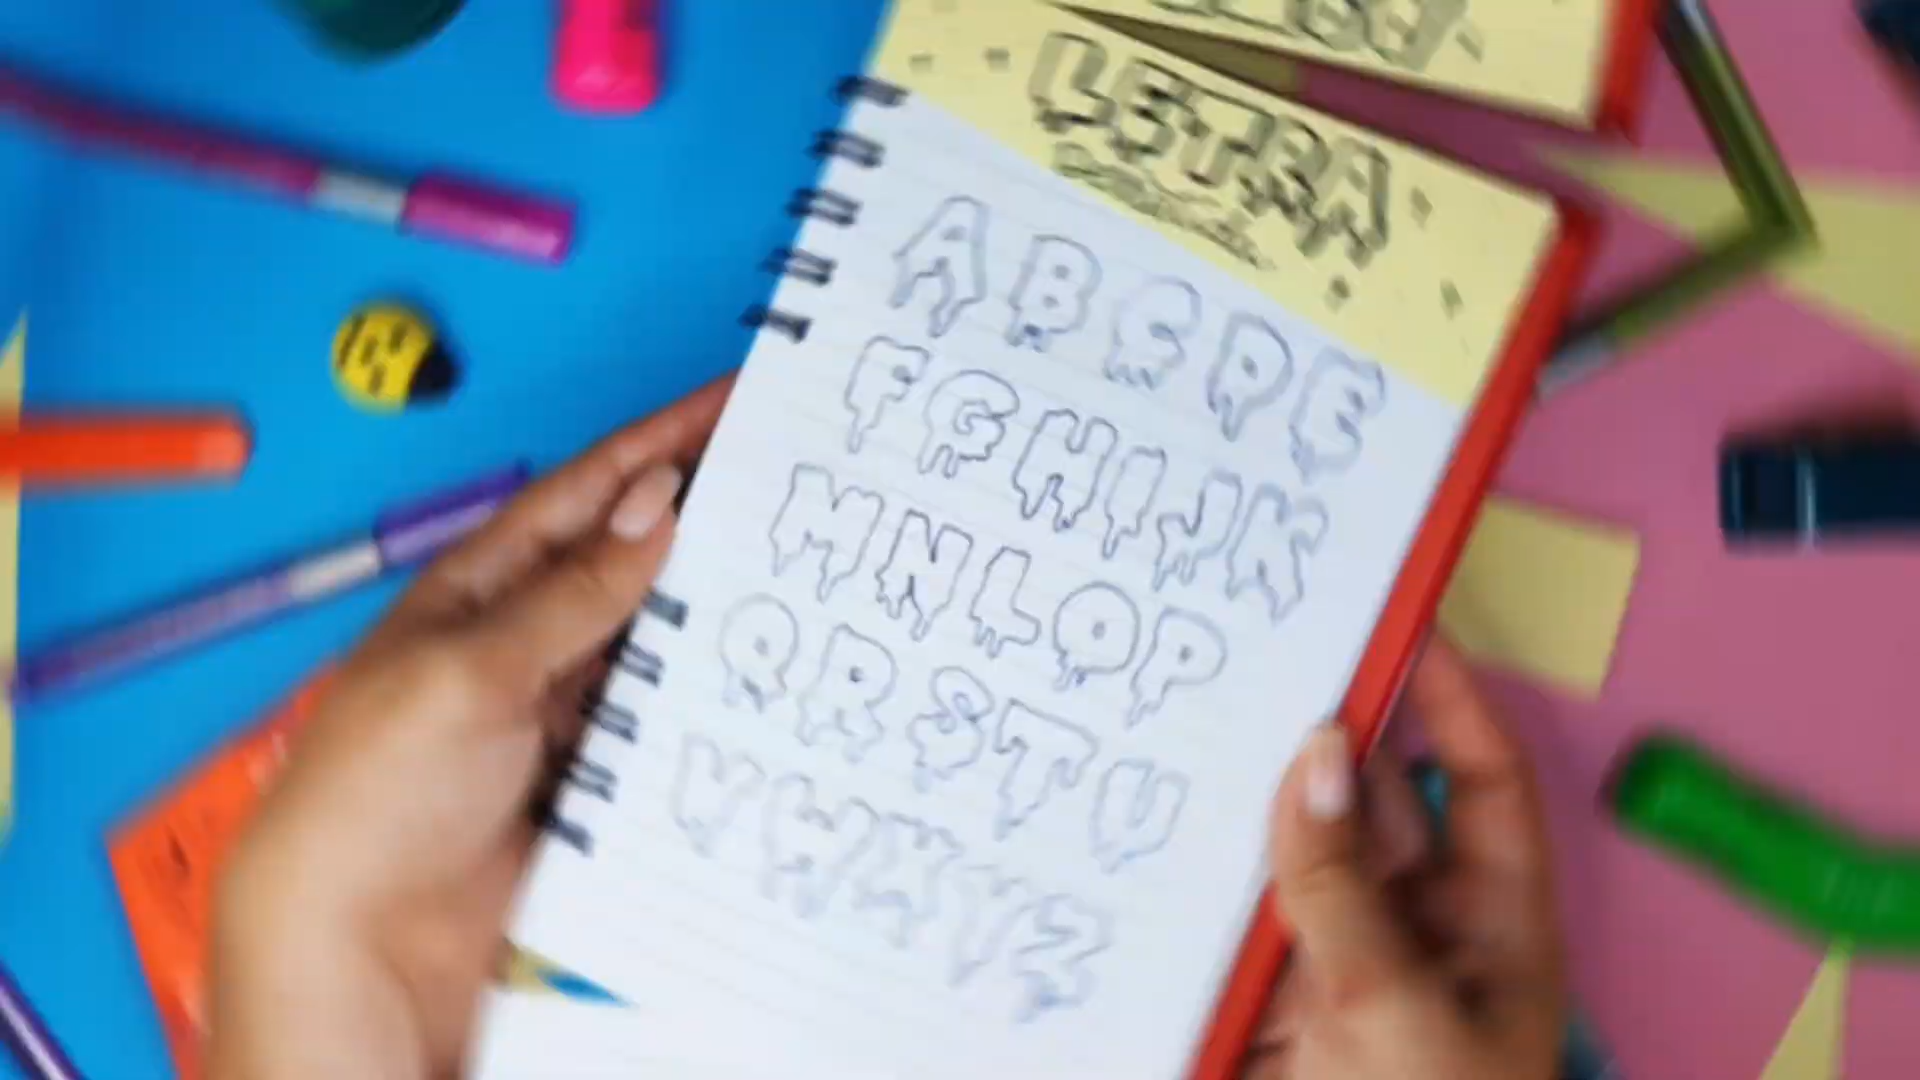 LETRA
A B C D E
F G H I J K
M N L O P
Q R S T U
V W X Y Z